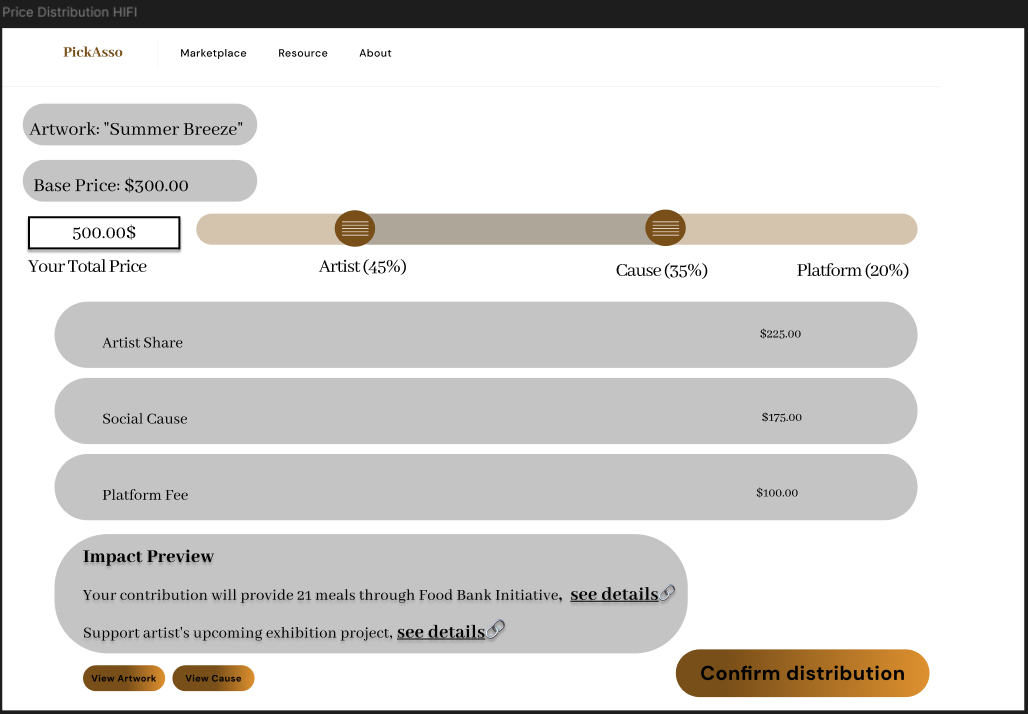 Price Distribution HIFI
PickAsso
Marketplace
Resource
About
Artwork: "Summer Breeze"
Base Price: $300.00
500.00$
Your Total Price
Artist (45%)
Cause (35%)
Platform (20%)
Artist Share
$225.00
Social Cause
$175.00
Platform Fee
$100.00
Impact Preview
Your contribution will provide 21 meals through Food Bank Initiative, see details
Support artist's upcoming exhibition project, see details
View Artwork
View Cause
Confirm distribution